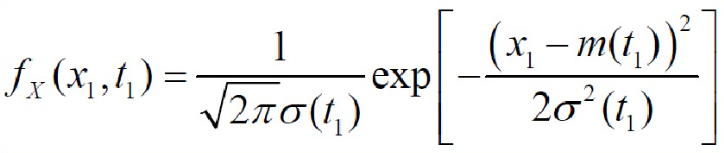 f_X(x_1, t_1) = \frac{1}{\sqrt{2\pi}\sigma(t_1)} \exp\left[-\frac{(x_1 - m(t_1))^2}{2\sigma^2(t_1)}\right]